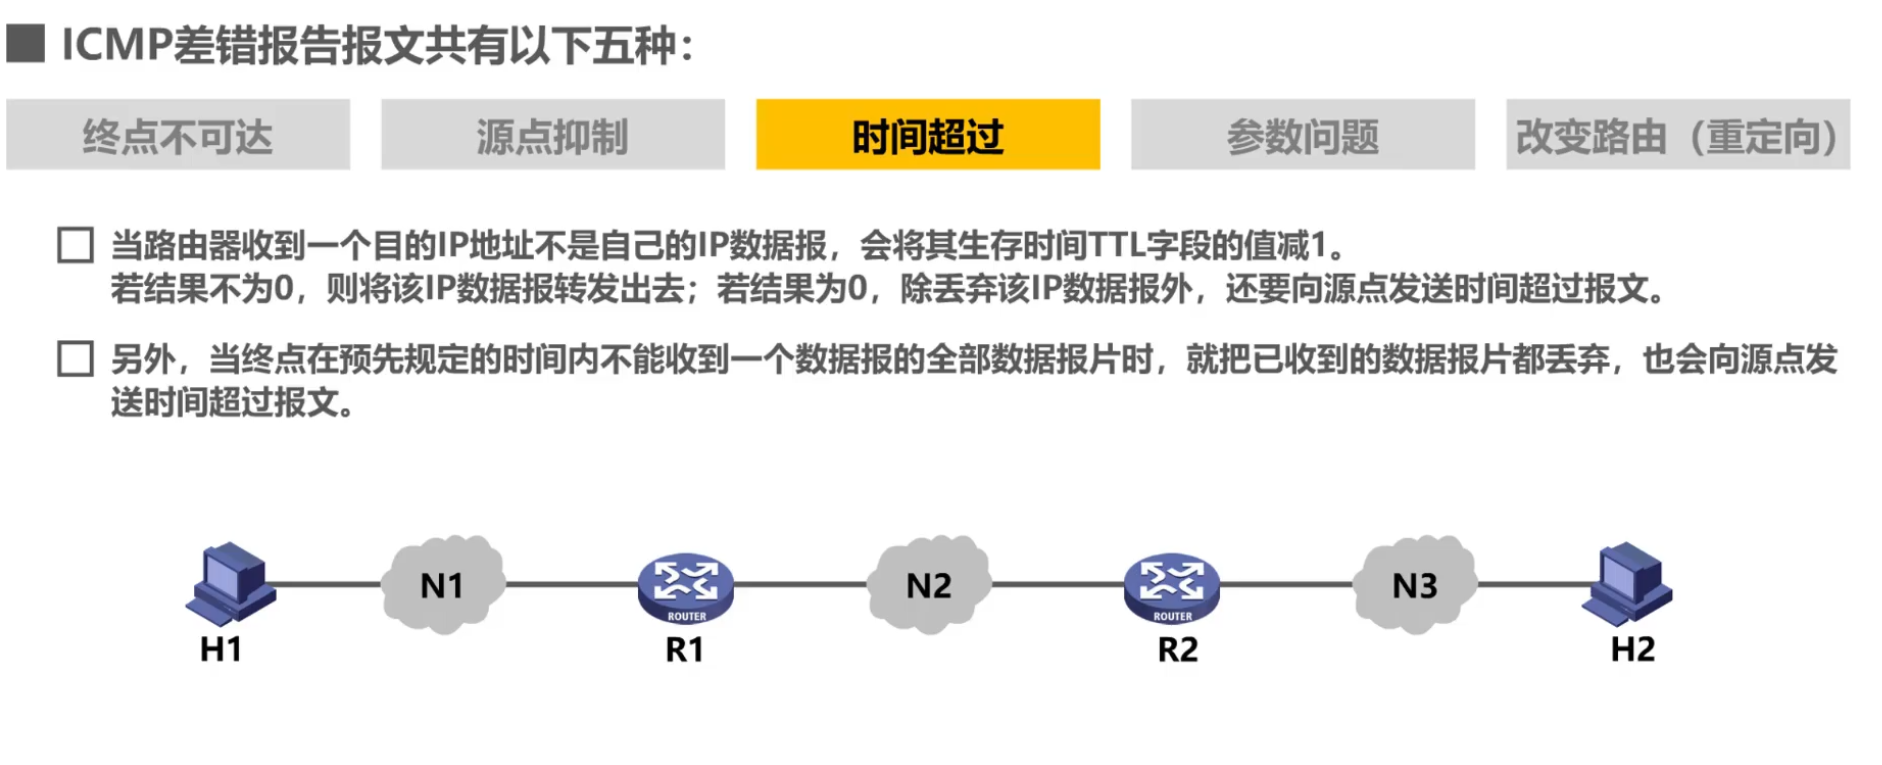 ICMP差错报告报文共有以下五种：
终点不可达
源点抑制
时间超过
参数问题
改变路由（重定向）
当路由器收到一个目的IP地址不是自己的IP数据报，会将其生存时间TTL字段的值减1。
若结果不为0，则将该IP数据报转发出去；若结果为0，除丢弃该IP数据报外，还要向源点发送时间超过报文。
另外，当终点在预先规定的时间内不能收到一个数据报的全部数据报片时，就把已收到的数据报片都丢弃，也会向源点发
送时间超过报文。
N1
N2
N3
ROUTER
ROUTER
H1
R1
R2
H2